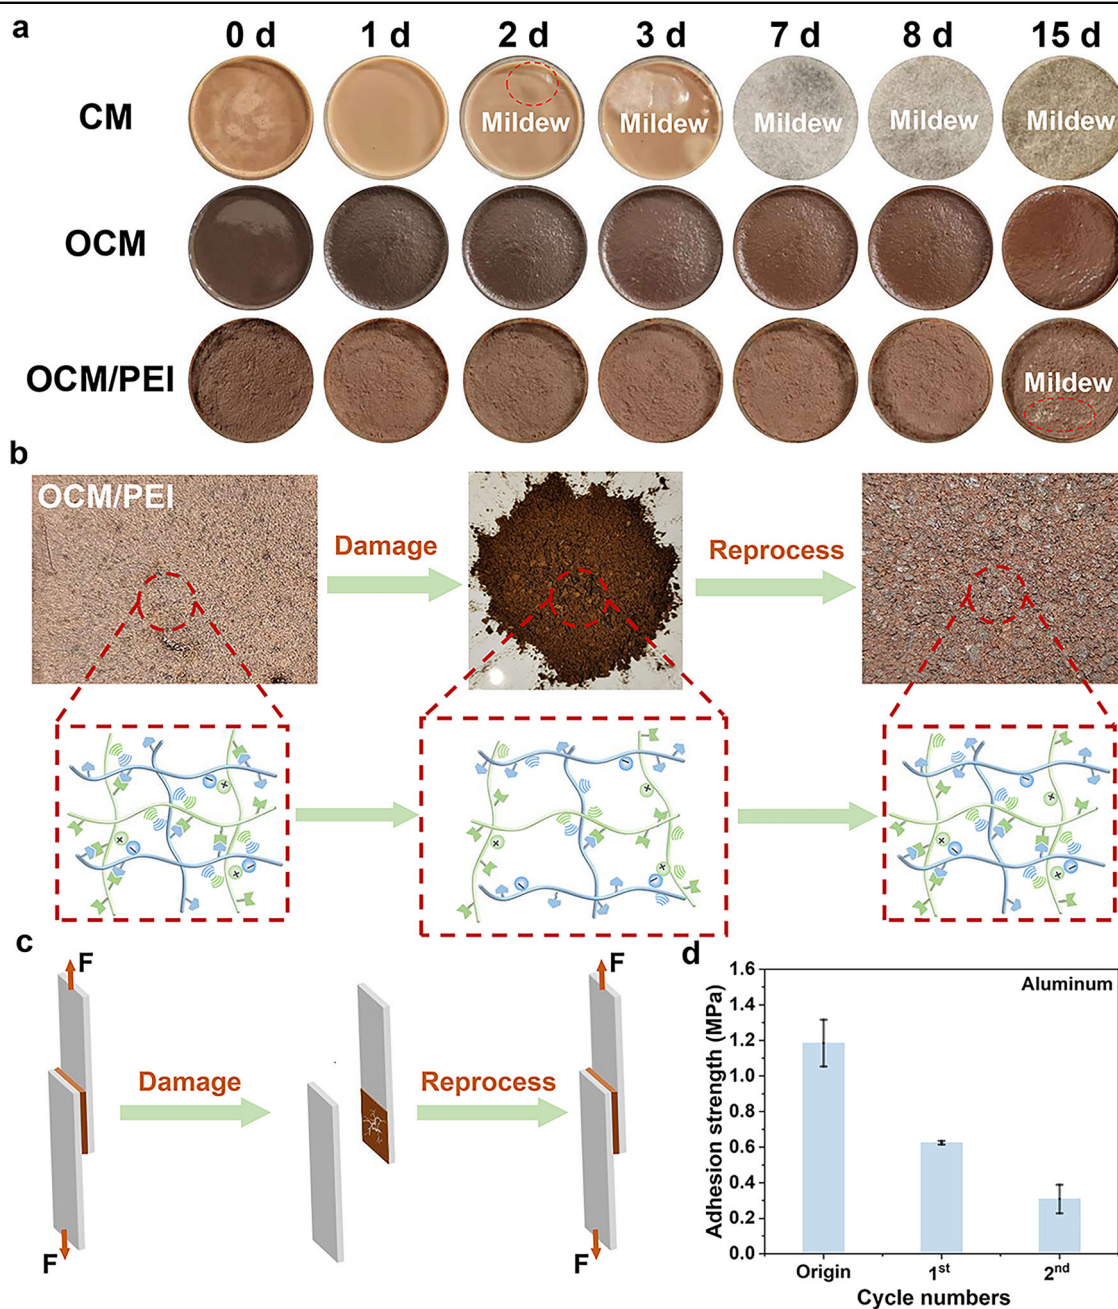 a
0 d 1 d 2 d 3 d 7 d 8 d 15 d
CM
Mildew Mildew Mildew Mildew Mildew
OCM
OCM/PEI
Mildew
b
OCM/PEI
Damage
Reprocess
c
F
F
Damage
Reprocess
F
F
d
Aluminum
Adhesion strength (MPa)
1.6
1.4
1.2
1.0
0.8
0.6
0.4
0.2
0.0
Origin 1st 2nd
Cycle numbers